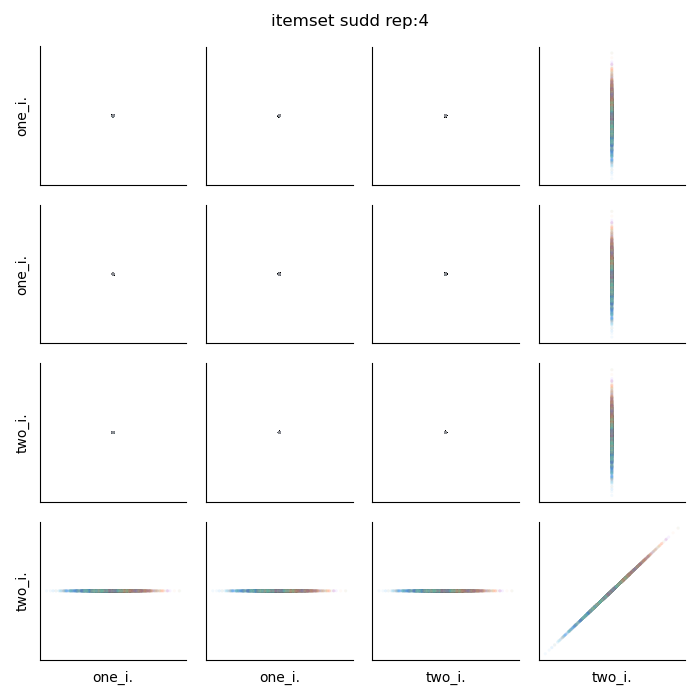 itemset sudd rep:4
one_i.
one_i.
two_i.
two_i.
one_i. one_i. two_i. two_i.